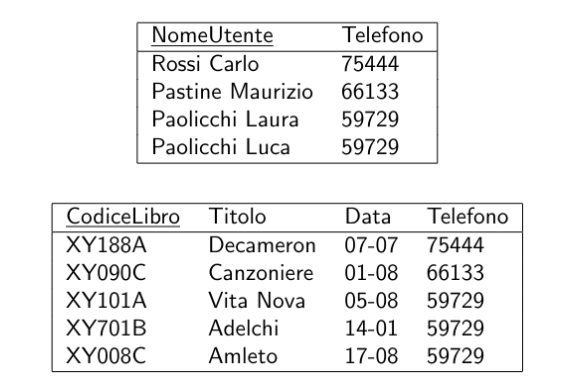 NomeUtente Telefono
Rossi Carlo 75444
Pastine Maurizio 66133
Paolicchi Laura 59729
Paolicchi Luca 59729
CodiceLibro Titolo Data Telefono
XY188A Decameron 07-07 75444
XY090C Canzoniere 01-08 66133
XY101A Vita Nova 05-08 59729
XY701B Adelchi 14-01 59729
XY008C Amleto 17-08 59729